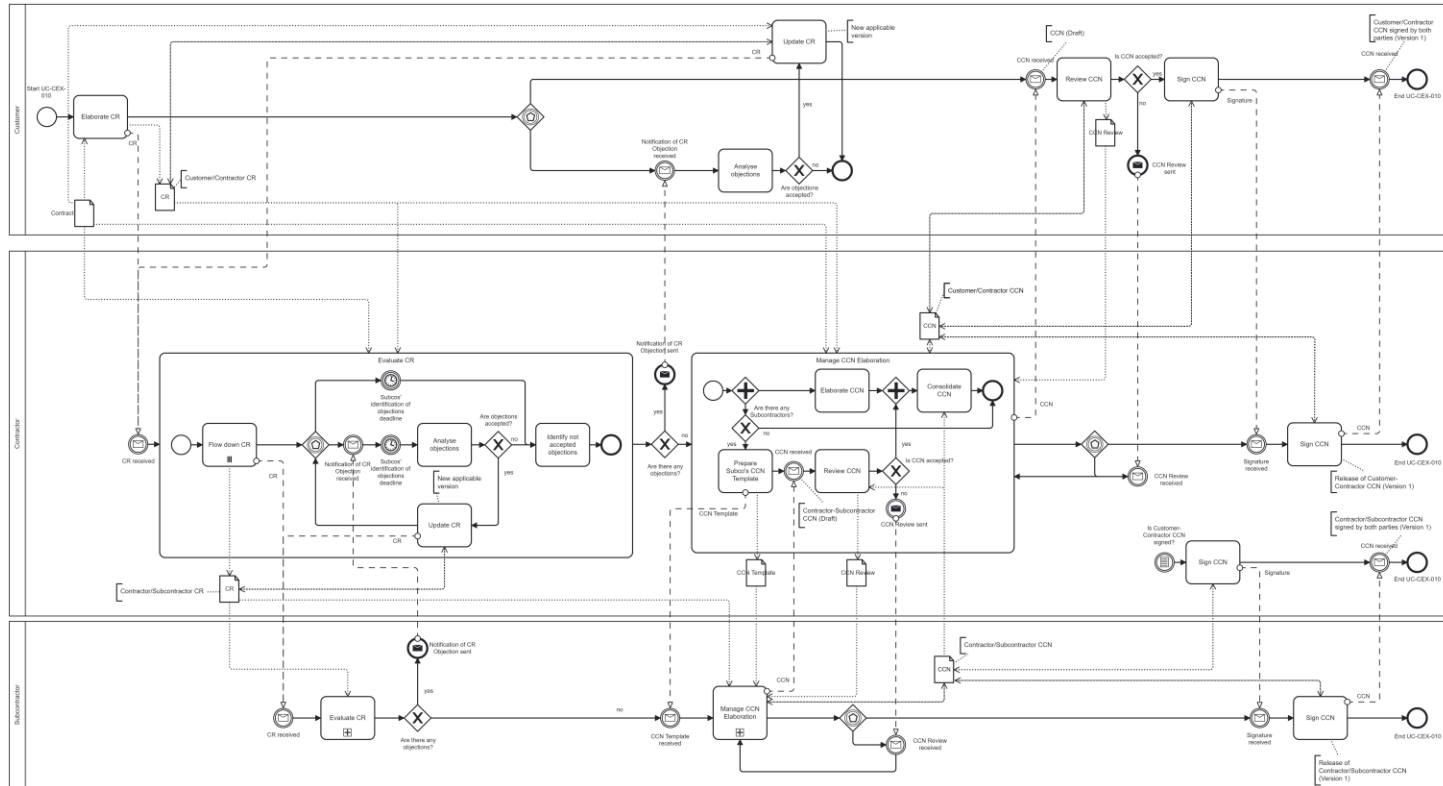 Customer
Start UC-CEX-
010
Elaborate CR
CR
Contract
CR
Customer/Contractor CR
Update CR
CR
New applicable
version
Notification of CR
Objection
received
Analyse
objections
yes
no
Are objections
accepted?
CCN (Draft)
CCN received
Review CCN
CCN Review
Is CCN accepted?
yes
no
CCN Review
sent
Sign CCN
Signature
Customer/Contractor
CCN signed by both
parties (Version 1)
CCN received
End UC-CEX-010
Contractor
CR received
Evaluate CR
Flow down CR
CR
Subcos'
identification of
objections
deadline
Notification of CR
Objection
received
Subcos'
identification of
objections
deadline
Analyse
objections
Are objections
accepted?
no
yes
Identify not
accepted
objections
New applicable
version
Update CR
CR
CR
Contractor/Subcontractor CR
Notification of CR
Objection sent
yes
no
Are there any
objections?
Manage CCN Elaboration
Elaborate CCN
Consolidate
CCN
Are there any
Subcontractors?
yes
no
Prepare
Subco's CCN
Template
CCN received
Review CCN
yes
Is CCN accepted?
no
CCN Review sent
Contractor-Subcontractor
CCN (Draft)
CCN Template
CCN Template
CCN Review
CCN
Customer/Contractor CCN
CCN
CCN Review
received
Signature
received
Sign CCN
CCN
End UC-CEX-010
Release of Customer-
Contractor CCN (Version 1)
Is Customer-
Contractor CCN
signed?
Sign CCN
Signature
Contractor/Subcontractor CCN
signed by both parties (Version 1)
CCN received
End UC-CEX-010
Subcontractor
CR received
Evaluate CR
Notification of CR
Objection sent
yes
no
Are there any
objections?
CCN Template
received
Manage CCN
Elaboration
CCN
CCN Review
received
CCN
Contractor/Subcontractor CCN
Signature
received
Sign CCN
CCN
End UC-CEX-010
Release of
Contractor/Subcontractor CCN
(Version 1)